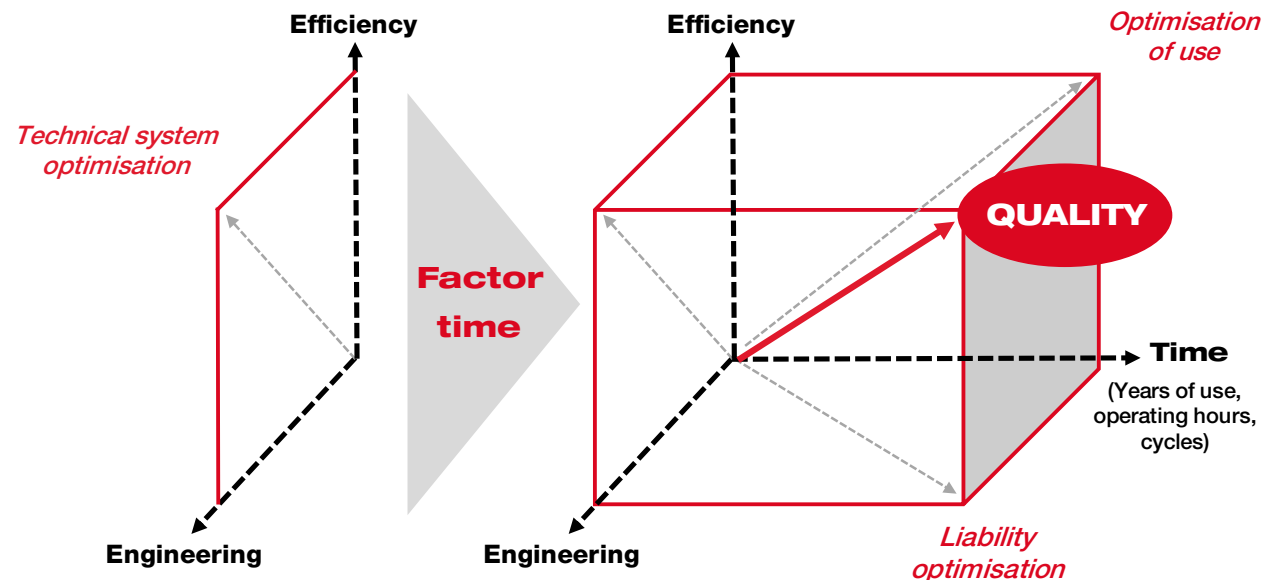 Efficiency
Technical system
optimisation
Engineering
Factor
time
Efficiency
Optimisation
of use
QUALITY
Time
(Years of use,
operating hours,
cycles)
Engineering
Liability
optimisation